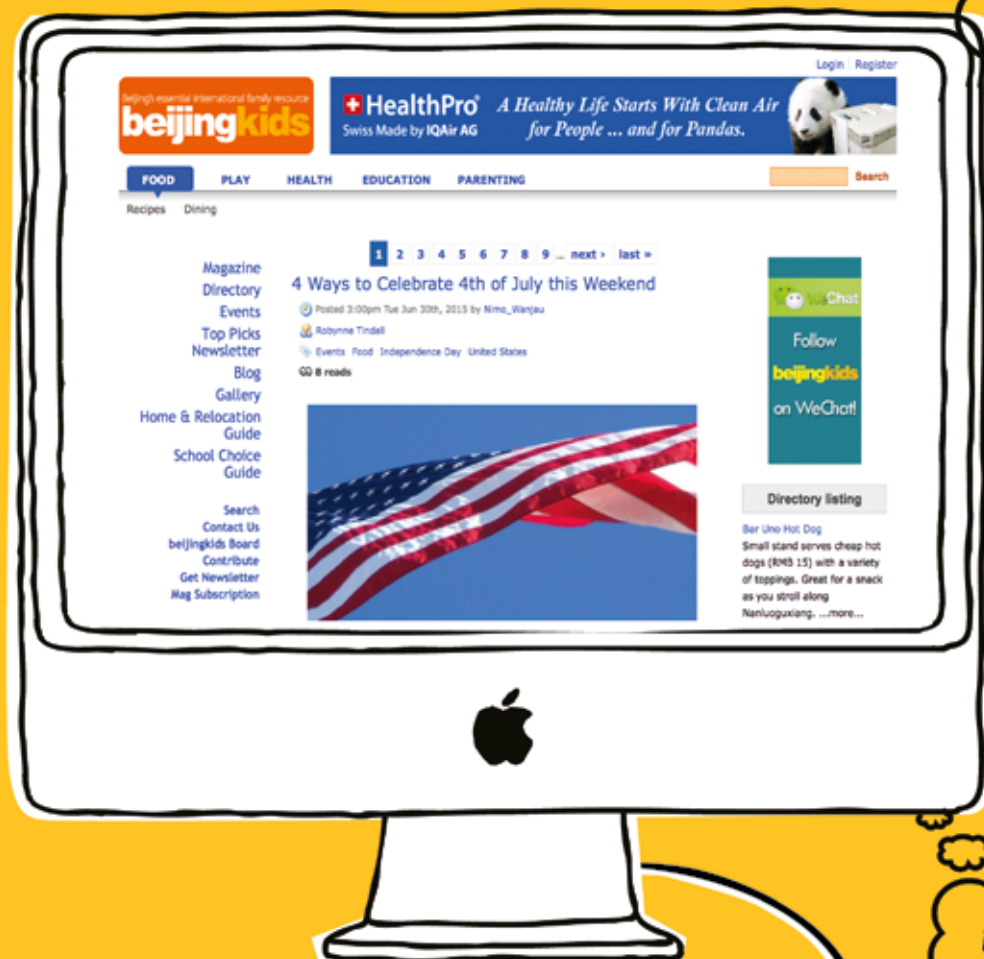 Login Register
Beijing's essential international family resource
beijingkids
HealthPro®
Swiss Made by IQAir AG
A Healthy Life Starts With Clean Air
for People ... and for Pandas.
FOOD PLAY HEALTH EDUCATION PARENTING
Search
Recipes Dining
1 2 3 4 5 6 7 8 9 ... next › last »
Magazine
Directory
Events
Top Picks
Newsletter
Blog
Gallery
Home & Relocation
Guide
School Choice
Guide
Search
Contact Us
beijingkids Board
Contribute
Get Newsletter
Mag Subscription
4 Ways to Celebrate 4th of July this Weekend
Posted 3:00pm Tue Jun 30th, 2015 by Nimo_Wanjau
Robynne Tindall
Events Food Independence Day United States
8 reads
WeChat
Follow
beijingkids
on WeChat!
Directory listing
Bar Uno Hot Dog
Small stand serves cheap hot
dogs (RMB 15) with a variety
of toppings. Great for a snack
as you stroll along
Nanluoguxiang. ...more...